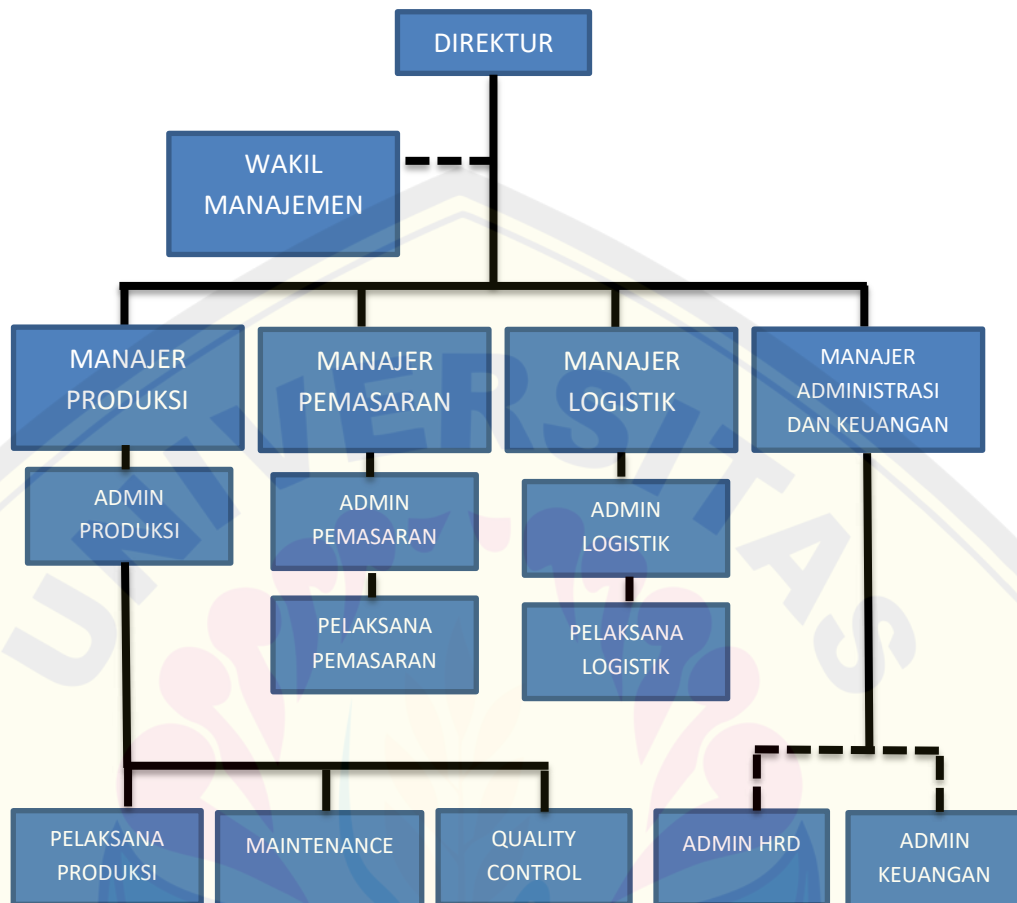 DIREKTUR
WAKIL
MANAJEMEN
MANAJER
PRODUKSI
MANAJER
PEMASARAN
MANAJER
LOGISTIK
MANAJER
ADMINISTRASI
DAN KEUANGAN
ADMIN
PRODUKSI
ADMIN
PEMASARAN
ADMIN
LOGISTIK
PELAKSANA
PEMASARAN
PELAKSANA
LOGISTIK
PELAKSANA
PRODUKSI
MAINTENANCE
QUALITY
CONTROL
ADMIN HRD
ADMIN
KEUANGAN
UNIVERSITAS